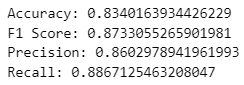 Accuracy: 0.8340163934426229
F1 Score: 0.8733055265901981
Precision: 0.8602978941961993
Recall: 0.8867125463208047